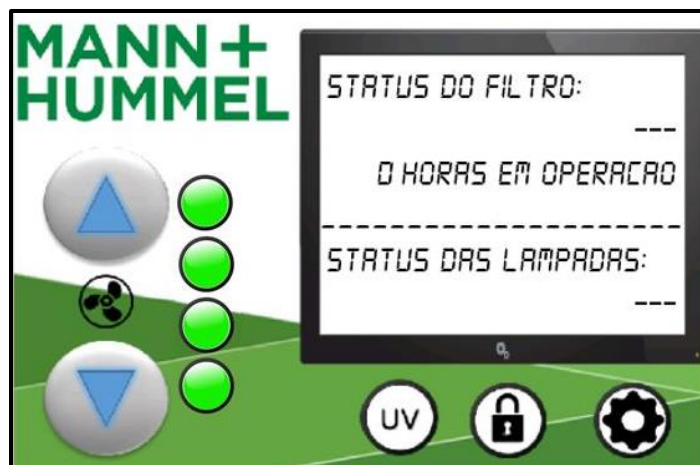 MANN+
HUMMEL
STATUS DO FILTRO:
---
0 HORAS EM OPERACAO
---------------------
STATUS DAS LAMPADAS:
---
UV